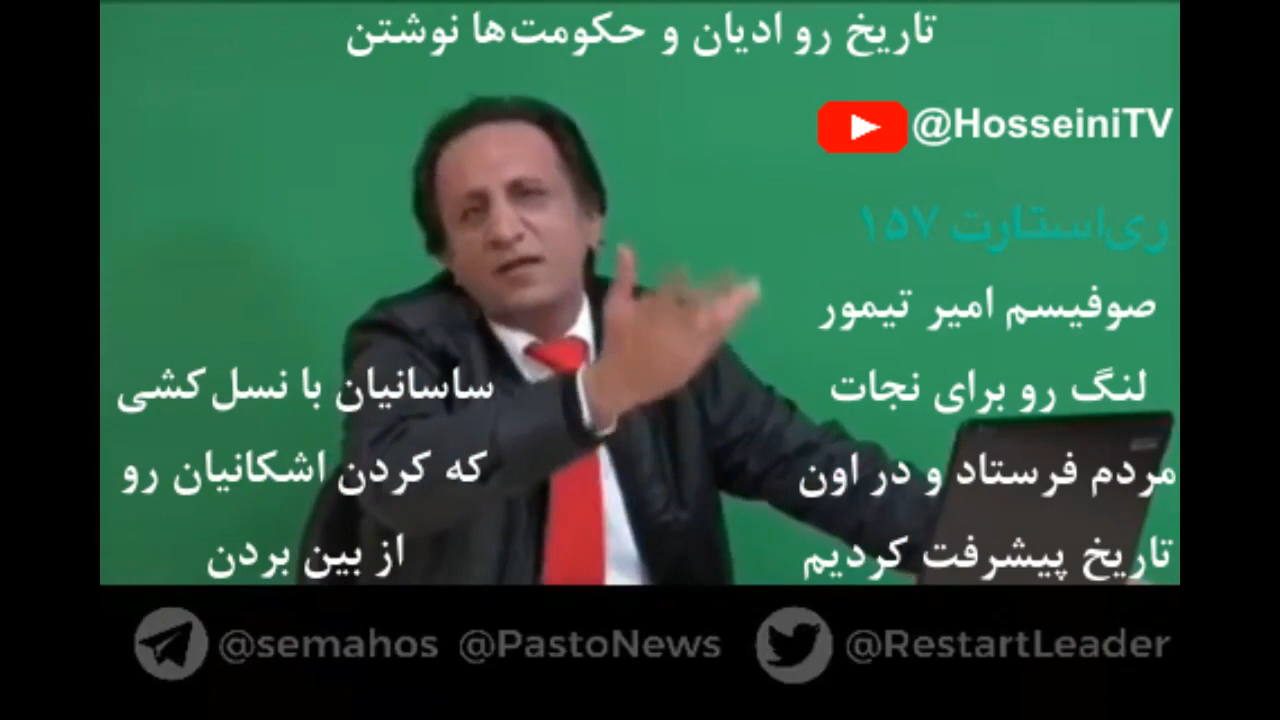 تاریخ رو ادیان و حکومت‌ها نوشتن
@HosseiniTV
ری‌استارت ۱۵۷
صوفیسم امیر تیمور
لنگ رو برای نجات
مردم فرستاد و در اون
تاریخ پیشرفت کردیم
ساسانیان با نسل‌کشی
که کردن اشکانیان رو
از بین بردن
@semahos @PastoNews @RestartLeader